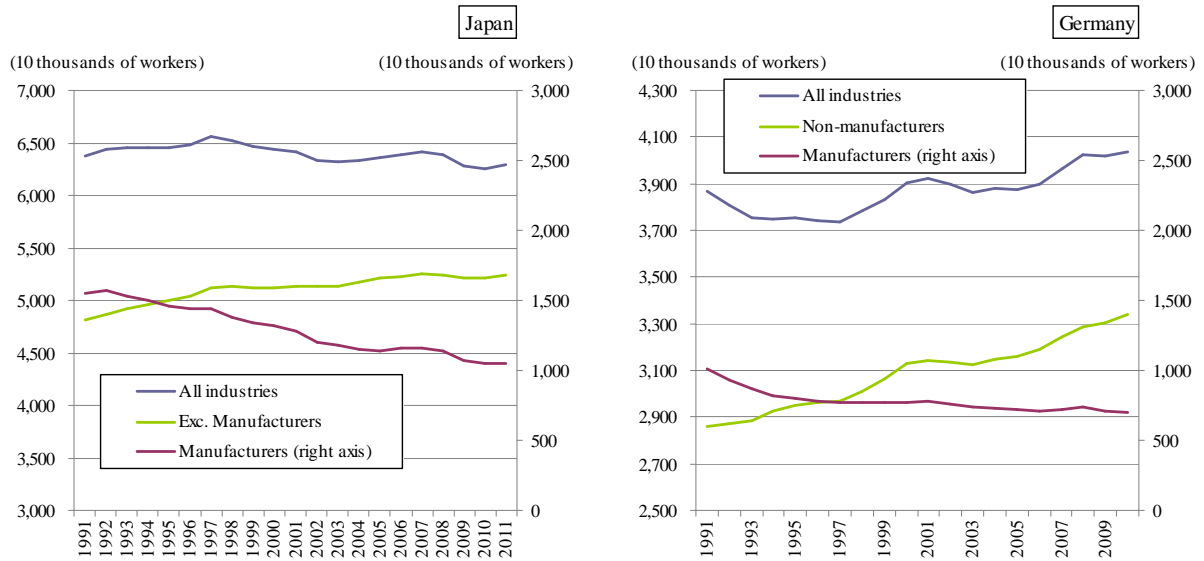 Japan
(10 thousands of workers) (10 thousands of workers)
7,000 3,000
6,500 2,500
6,000
2,000
5,500
5,000 1,500
4,500
1,000
4,000
500
3,500
3,000 0
All industries
Exc. Manufacturers
Manufacturers (right axis)
1991 1992 1993 1994 1995 1996 1997 1998 1999 2000 2001 2002 2003 2004 2005 2006 2007 2008 2009 2010 2011
Germany
(10 thousands of workers) (10 thousands of workers)
4,300 3,000
4,100
2,500
3,900
3,700 2,000
3,500
1,500
3,300
3,100 1,000
2,900
500
2,700
2,500 0
All industries
Non-manufacturers
Manufacturers (right axis)
1991 1993 1995 1997 1999 2001 2003 2005 2007 2009